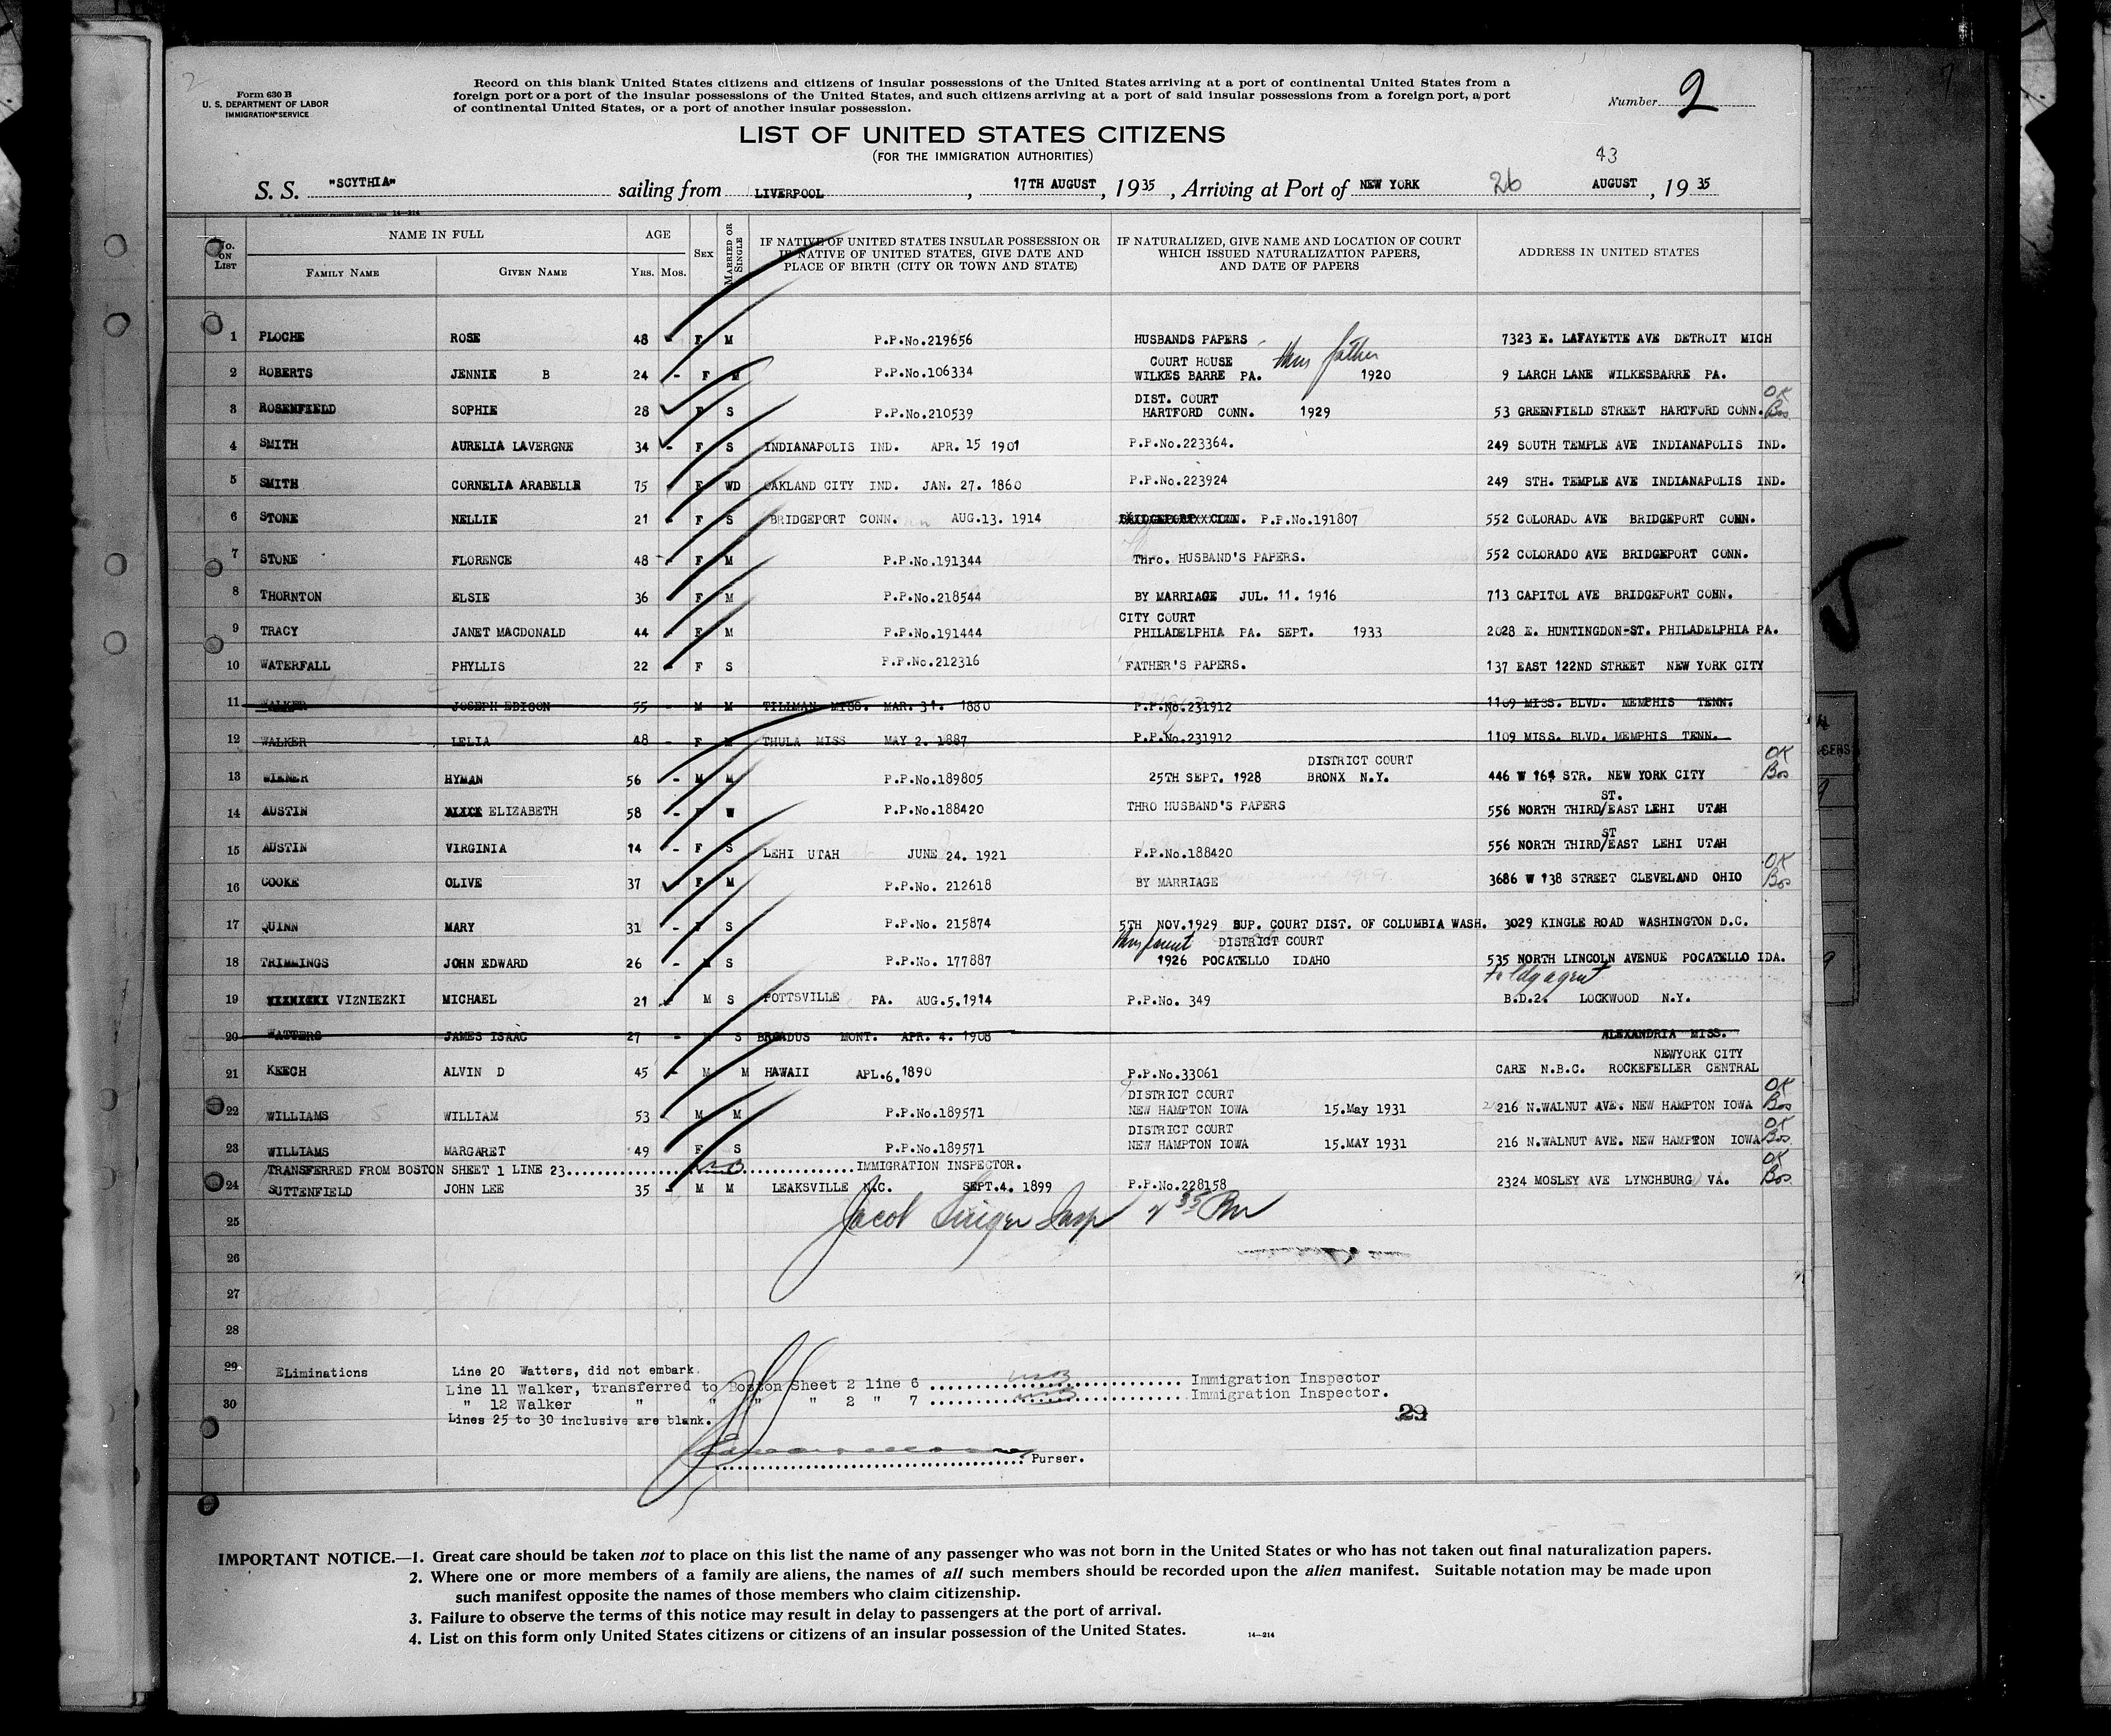 2
Form 630 B
U. S. DEPARTMENT OF LABOR
IMMIGRATION SERVICE
Record on this blank United States citizens and citizens of insular possessions of the United States arriving at a port of continental United States from a
foreign port or a port of the insular possessions of the United States, and such citizens arriving at a port of said insular possessions from a foreign port, a port
of continental United States, or a port of another insular possession.
Number 2
LIST OF UNITED STATES CITIZENS
(FOR THE IMMIGRATION AUTHORITIES)
43
S. S. "SCYTHIA" sailing from LIVERPOOL, 17TH AUGUST, 1935, Arriving at Port of NEW YORK 26 AUGUST, 1935
No. ON LIST NAME IN FULL AGE SEX MARRIED OR SINGLE IF NATIVE OF UNITED STATES INSULAR POSSESSION OR IF NATIVE OF UNITED STATES, GIVE DATE AND PLACE OF BIRTH (CITY OR TOWN AND STATE) IF NATURALIZED, GIVE NAME AND LOCATION OF COURT WHICH ISSUED NATURALIZATION PAPERS, AND DATE OF PAPERS ADDRESS IN UNITED STATES
FAMILY NAME GIVEN NAME Yrs. Mos.
1 PLOCHE ROSE 48 F M P.P.No.219656 HUSBANDS PAPERS 7323 E. LAFAYETTE AVE DETROIT MICH
COURT HOUSE thru father
2 ROBERTS JENNIE B 24 - F M P.P.No.106334 WILKES BARRE PA. 1920 9 LARCH LANE WILKESBARRE PA.
DIST. COURT OK
3 ROSENFIELD SOPHIE 28 F S P.P.No.210539 HARTFORD CONN. 1929 53 GREENFIELD STREET HARTFORD CONN. Bos
4 SMITH AURELIA LAVERGNE 34 - F S INDIANAPOLIS IND. APR. 15 1901 P.P.No.223364. 249 SOUTH TEMPLE AVE INDIANAPOLIS IND.
5 SMITH CORNELIA ARABELLE 75 F WD OAKLAND CITY IND. JAN. 27. 1860 P.P.No.223924 249 STH. TEMPLE AVE INDIANAPOLIS IND.
6 STONE NELLIE 21 - F S BRIDGEPORT CONN. AUG.13. 1914 BRIDGEPORT CONN. P.P.No.191807 552 COLORADO AVE BRIDGEPORT CONN.
7 STONE FLORENCE 48 - F M P.P.No.191344 Thro. HUSBAND'S PAPERS. 552 COLORADO AVE BRIDGEPORT CONN.
8 THORNTON ELSIE 36 F M P.P.No.218544 BY MARRIAGE JUL. 11. 1916 713 CAPITOL AVE BRIDGEPORT CONN.
CITY COURT
9 TRACY JANET MACDONALD 44 F M P.P.No.191444 PHILADELPHIA PA. SEPT. 1933 2028 E. HUNTINGDON-ST. PHILADELPHIA PA.
10 WATERFALL PHYLLIS 22 - F S P.P.No.212316 FATHER'S PAPERS. 137 EAST 122ND STREET NEW YORK CITY
11 WALKER JOSEPH EDISON 55 - M M TILIMAN MISS. MAR. 31. 1880 P.P.No.231912 1109 MISS. BLVD. MEMPHIS TENN.
12 WALKER LELIA 48 - F M THULA MISS MAY 2. 1887 P.P.No.231912 1109 MISS. BLVD. MEMPHIS TENN.
DISTRICT COURT OK
13 WIENER HYMAN 56 - M M P.P.No.189805 25TH SEPT. 1928 BRONX N.Y. 446 W 164 STR. NEW YORK CITY Bos
ST.
14 AUSTIN ALICE ELIZABETH 58 - F W P.P.No.188420 THRO HUSBAND'S PAPERS 556 NORTH THIRD/EAST LEHI UTAH
ST
15 AUSTIN VIRGINIA 14 - F S LEHI UTAH JUNE 24. 1921 P.P.No.188420 556 NORTH THIRD/EAST LEHI UTAH
OK
16 COOKE OLIVE 37 - F M P.P.No. 212618 BY MARRIAGE 3686 W 138 STREET CLEVELAND OHIO Bos
17 QUINN MARY 31 - F S P.P.No. 215874 5TH NOV.1929 SUP. COURT DIST. OF COLUMBIA WASH. 3029 KINGLE ROAD WASHINGTON D.C.
thru parent DISTRICT COURT
18 TRIMMINGS JOHN EDWARD 26 - M S P.P.No. 177887 1926 POCATELLO IDAHO 535 NORTH LINCOLN AVENUE POCATELLO IDA.
19 VIZNIEZKI MICHAEL 21 M S POTTSVILLE PA. AUG.5.1914 P.P.No. 349 B.D.2. LOCKWOOD N.Y.
20 WATTERS JAMES ISAAC 27 - M S BROADUS MONT. APR. 4. 1908 ALEXANDRIA MISS.
NEWYORK CITY
21 KEECH ALVIN D 45 - M M HAWAII APL.6.1890 P.P.No.33061 CARE N.B.C. ROCKEFELLER CENTRAL
DISTRICT COURT OK
22 WILLIAMS WILLIAM 53 M M P.P.No.189571 NEW HAMPTON IOWA 15.May 1931 216 N.WALNUT AVE. NEW HAMPTON IOWA Bos
DISTRICT COURT OK
23 WILLIAMS MARGARET 49 F S P.P.No.189571 NEW HAMPTON IOWA 15.MAY 1931 216 N.WALNUT AVE. NEW HAMPTON IOWA Bos
TRANSFERRED FROM BOSTON SHEET 1 LINE 23 IMMIGRATION INSPECTOR. OK
24 SUTTENFIELD JOHN LEE 35 - M M LEAKSVILLE N.C. SEPT.4. 1899 P.P.No.228158 2324 MOSLEY AVE LYNCHBURG VA. Bos
25 Jacob Singer Insp
26
27
28
29 ELiminations Line 20 Watters, did not embark.
Line 11 Walker, transferred to Boston Sheet 2 line 6 Immigration Inspector
30 " 12 Walker " " " " 2 " 7 Immigration Inspector.
Lines 25 to 30 inclusive are blank.
29
Purser.
IMPORTANT NOTICE.—1. Great care should be taken not to place on this list the name of any passenger who was not born in the United States or who has not taken out final naturalization papers.
2. Where one or more members of a family are aliens, the names of all such members should be recorded upon the alien manifest. Suitable notation may be made upon
such manifest opposite the names of those members who claim citizenship.
3. Failure to observe the terms of this notice may result in delay to passengers at the port of arrival.
4. List on this form only United States citizens or citizens of an insular possession of the United States.
14—214